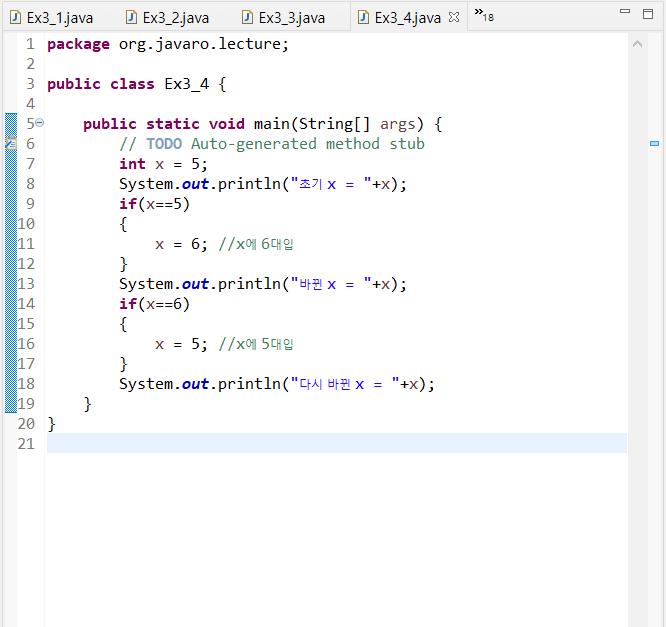 Ex3_1.java Ex3_2.java Ex3_3.java Ex3_4.java »18
1 package org.javaro.lecture;
2
3 public class Ex3_4 {
4
5 public static void main(String[] args) {
6 // TODO Auto-generated method stub
7 int x = 5;
8 System.out.println("초기 x = "+x);
9 if(x==5)
10 {
11 x = 6; //x에 6대입
12 }
13 System.out.println("바뀐 x = "+x);
14 if(x==6)
15 {
16 x = 5; //x에 5대입
17 }
18 System.out.println("다시 바뀐 x = "+x);
19 }
20 }
21